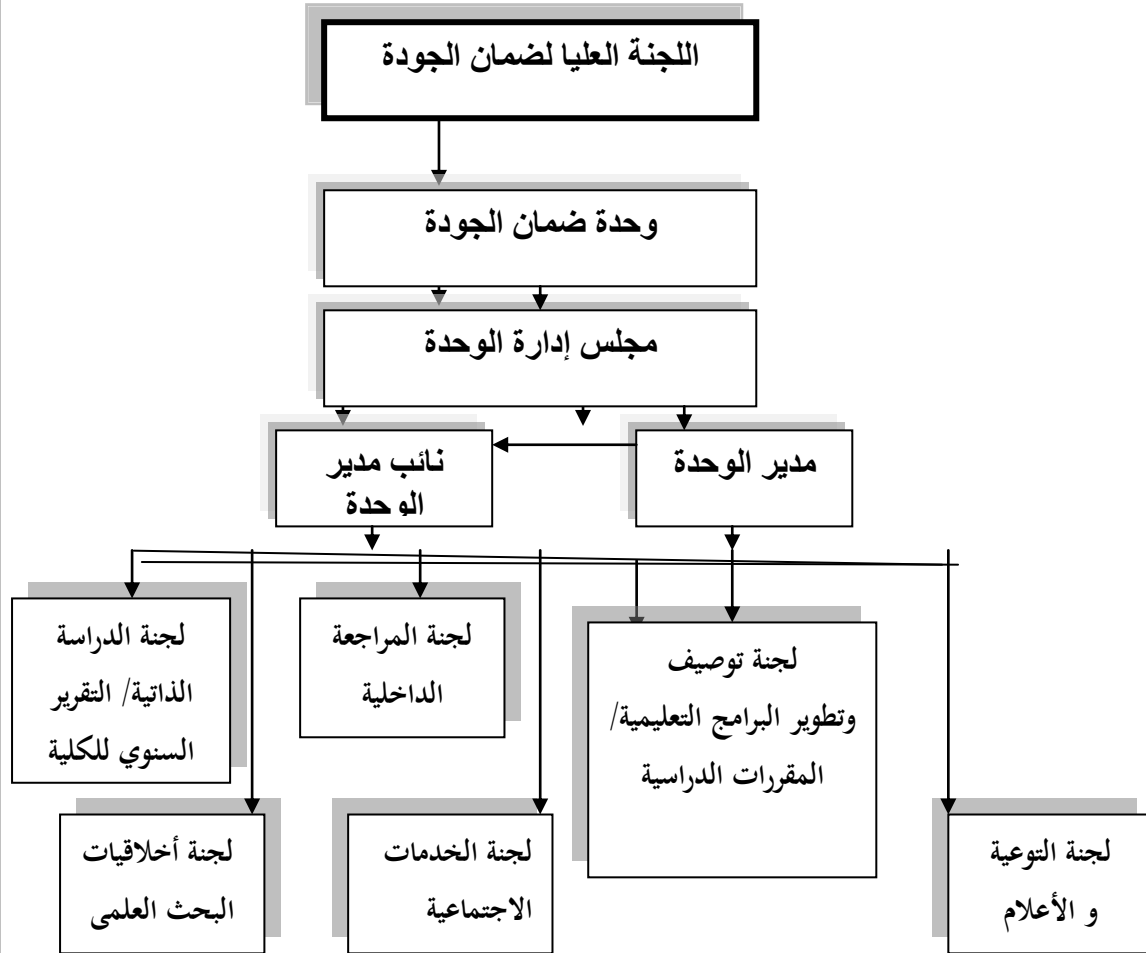 اللجنة العليا لضمان الجودة
وحدة ضمان الجودة
مجلس إدارة الوحدة
مدير الوحدة
نائب مدير
الوحدة
لجنة توصيف
وتطوير البرامج التعليمية/
المقررات الدراسية
لجنة المراجعة
الداخلية
لجنة الدراسة
الذاتية/ التقرير
السنوي للكلية
لجنة التوعية
و الأعلام
لجنة الخدمات
الاجتماعية
لجنة أخلاقيات
البحث العلمى